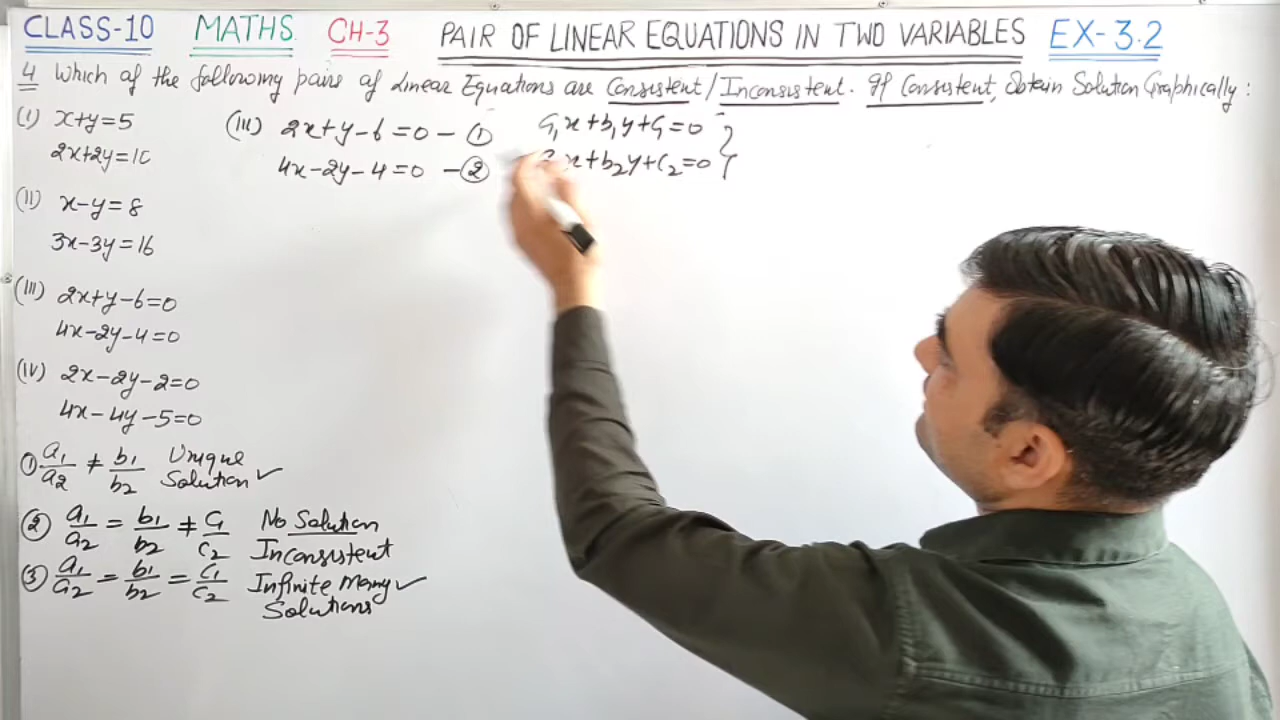 CLASS-10 MATHS CH-3 PAIR OF LINEAR EQUATIONS IN TWO VARIABLES EX-3.2
4 Which of the following pairs of Linear Equations are Consistent/Inconsistent. If Consistent, Obtain Solution Graphically:
(I) x+y=5
2x+2y=10
(II) x-y=8
3x-3y=16
(III) 2x+y-6=0
4x-2y-4=0
(IV) 2x-2y-2=0
4x-4y-5=0
① a₁/a₂ ≠ b₁/b₂ Unique Solution ✓
② a₁/a₂ = b₁/b₂ ≠ c₁/c₂ No Solution Inconsistent
③ a₁/a₂ = b₁/b₂ = c₁/c₂ Infinite Many Solutions ✓
(III) 2x+y-6=0 - ①
4x-2y-4=0 - ②
a₁x+b₁y+c₁=0
x+b₂y+c₂=0